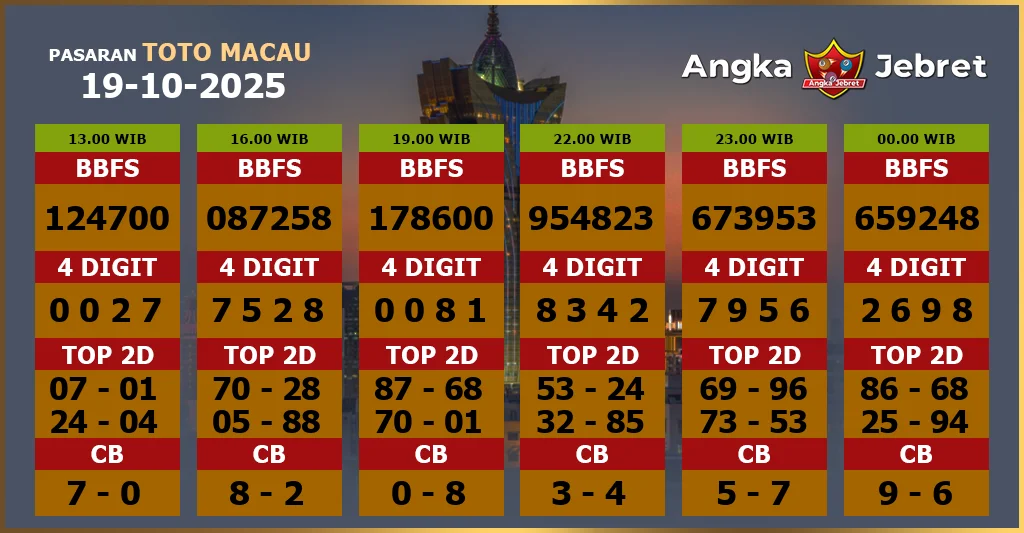 PASARAN TOTO MACAU
19-10-2025
Angka Jebret
Angka Jebret
13.00 WIB
BBFS
124700
4 DIGIT
0 0 2 7
TOP 2D
07 - 01
24 - 04
CB
7 - 0
16.00 WIB
BBFS
087258
4 DIGIT
7 5 2 8
TOP 2D
70 - 28
05 - 88
CB
8 - 2
19.00 WIB
BBFS
178600
4 DIGIT
0 0 8 1
TOP 2D
87 - 68
70 - 01
CB
0 - 8
22.00 WIB
BBFS
954823
4 DIGIT
8 3 4 2
TOP 2D
53 - 24
32 - 85
CB
3 - 4
23.00 WIB
BBFS
673953
4 DIGIT
7 9 5 6
TOP 2D
69 - 96
73 - 53
CB
5 - 7
00.00 WIB
BBFS
659248
4 DIGIT
2 6 9 8
TOP 2D
86 - 68
25 - 94
CB
9 - 6